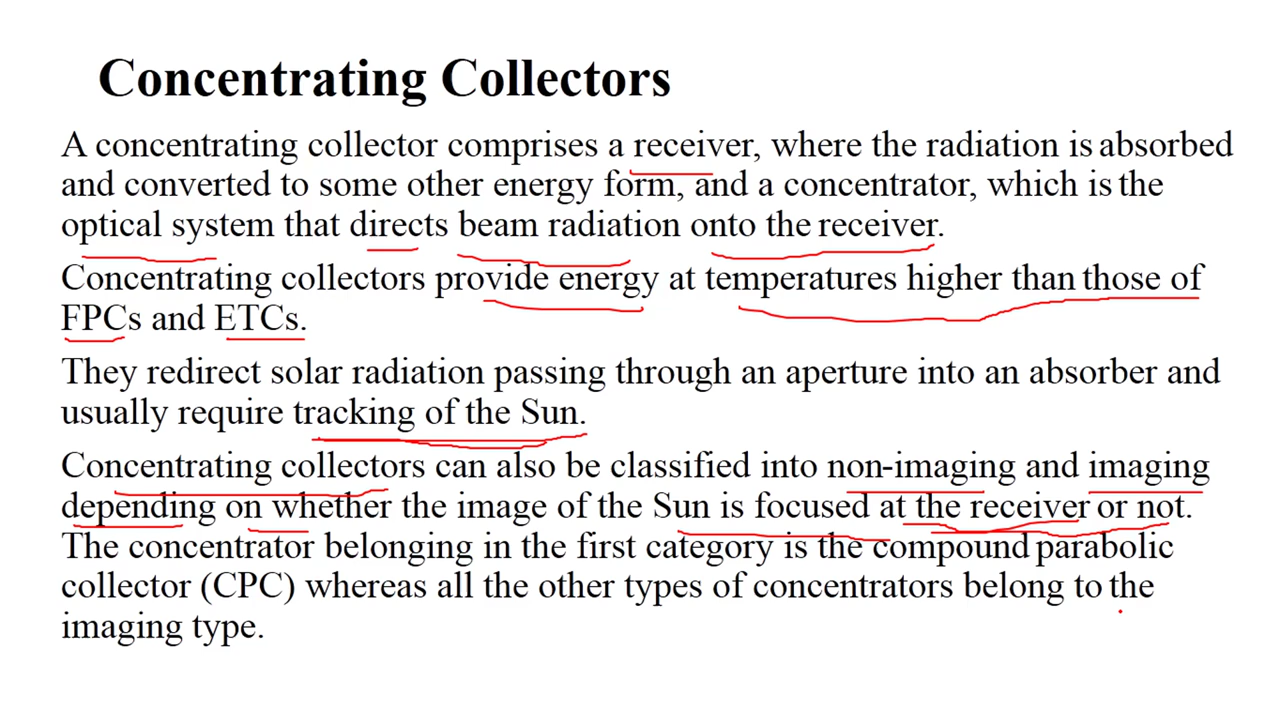 Concentrating Collectors
A concentrating collector comprises a receiver, where the radiation is absorbed
and converted to some other energy form, and a concentrator, which is the
optical system that directs beam radiation onto the receiver.
Concentrating collectors provide energy at temperatures higher than those of
FPCs and ETCs.
They redirect solar radiation passing through an aperture into an absorber and
usually require tracking of the Sun.
Concentrating collectors can also be classified into non-imaging and imaging
depending on whether the image of the Sun is focused at the receiver or not.
The concentrator belonging in the first category is the compound parabolic
collector (CPC) whereas all the other types of concentrators belong to the
imaging type.